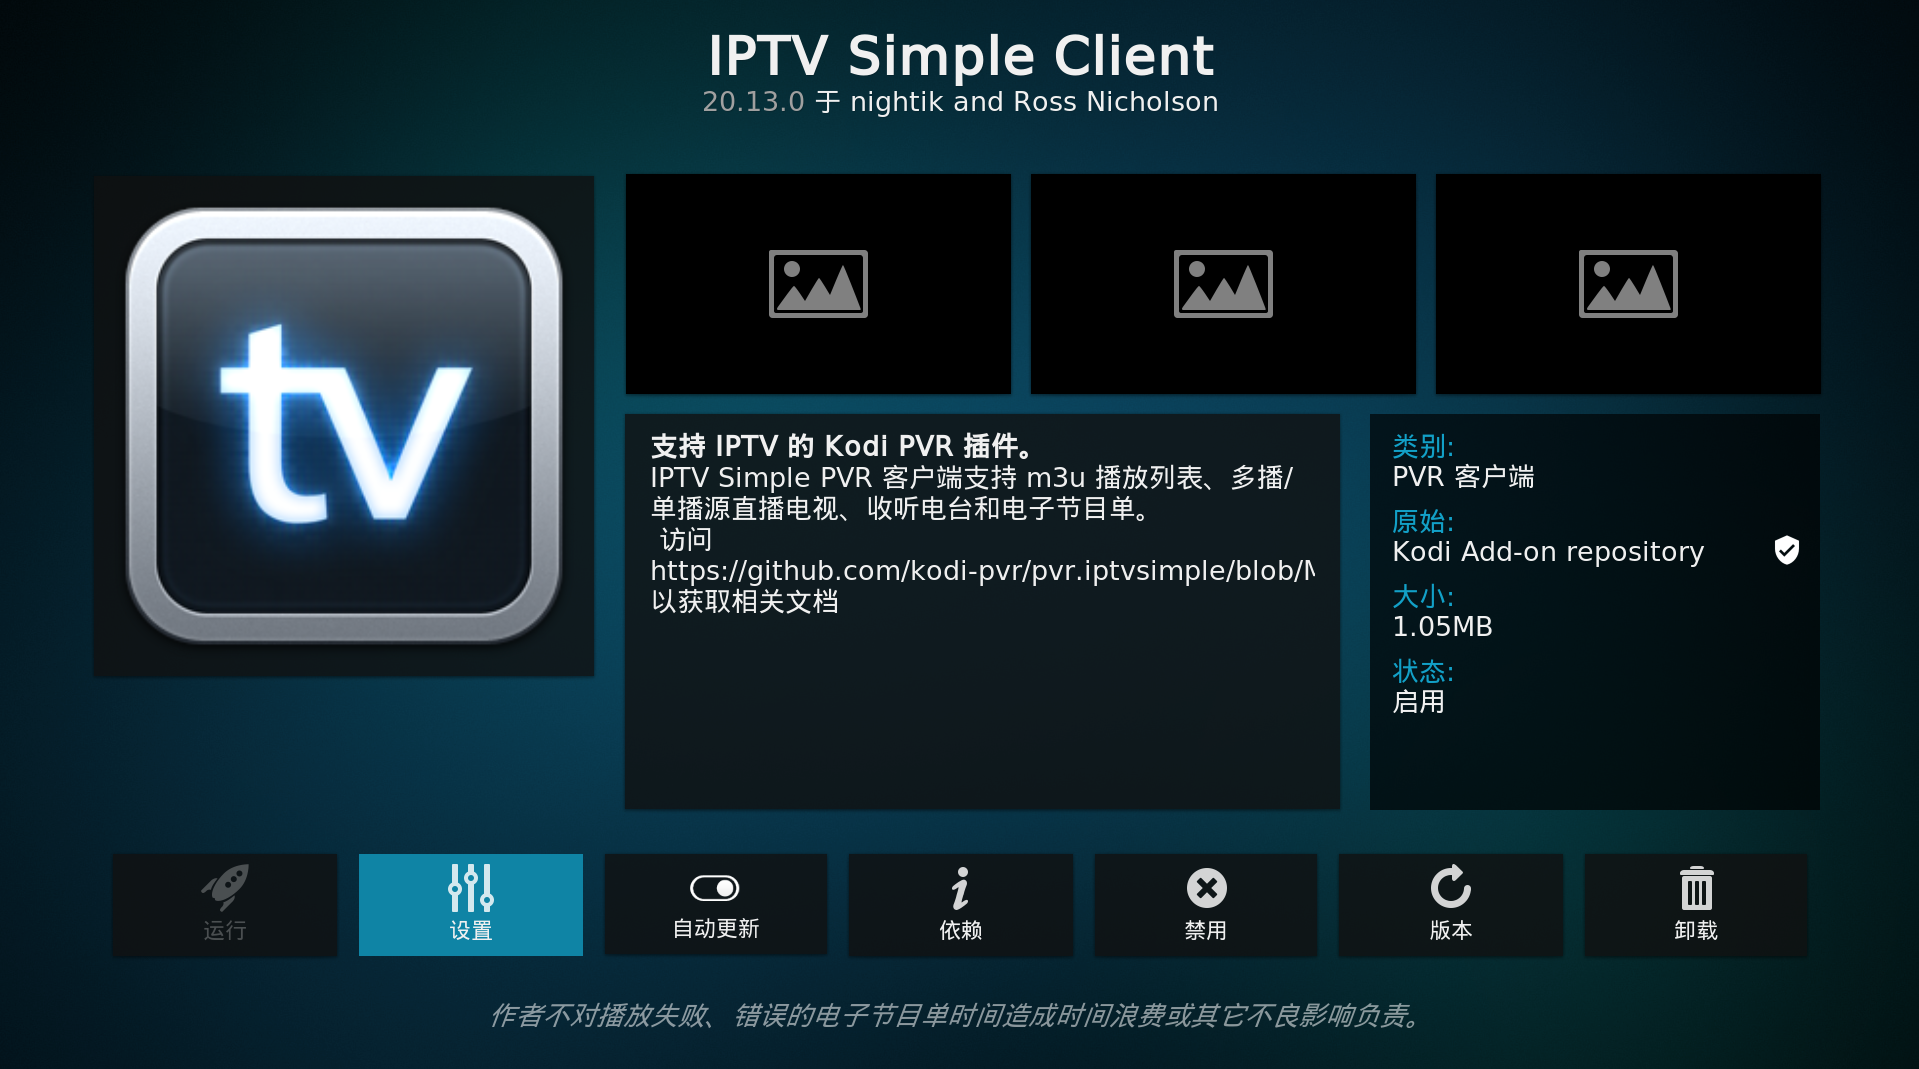 IPTV Simple Client
20.13.0 于 nightik and Ross Nicholson
tv
支持 IPTV 的 Kodi PVR 插件。
IPTV Simple PVR 客户端支持 m3u 播放列表、多播/
单播源直播电视、收听电台和电子节目单。
访问
https://github.com/kodi-pvr/pvr.iptvsimple/blob/
以获取相关文档
类别:
PVR 客户端
原始:
Kodi Add-on repository
大小:
1.05MB
状态:
启用
运行
设置
自动更新
依赖
禁用
版本
卸载
作者不对播放失败、错误的电子节目单时间造成时间浪费或其它不良影响负责。